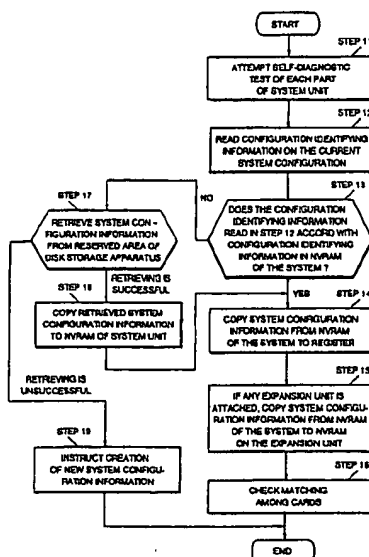 START
STEP 11
ATTEMPT SELF-DIAGNOSTIC
TEST OF EACH PART
OF SYSTEM UNIT
STEP 12
READ CONFIGURATION IDENTIFYING
INFORMATION ON THE CURRENT
SYSTEM CONFIGURATION
STEP 13
DOES THE CONFIGURATION
IDENTIFYING INFORMATION
READ IN STEP 12 ACCORD WITH
CONFIGURATION IDENTIFYING
INFORMATION IN NVRAM
OF THE SYSTEM ?
NO
YES
STEP 17
RETRIEVE SYSTEM CON-
FIGURATION INFORMATION
FROM RESERVED AREA OF
DISK STORAGE APPARATUS
RETRIEVING IS
SUCCESSFUL
STEP 18
COPY RETRIEVED SYSTEM
CONFIGURATION INFORMATION
TO NVRAM OF SYSTEM UNIT
STEP 14
COPY SYSTEM CONFIGURATION
INFORMATION FROM NVRAM
OF THE SYSTEM TO REGISTER
RETRIEVING IS
UNSUCCESSFUL
STEP 15
IF ANY EXPANSION UNIT IS
ATTACHED, COPY SYSTEM CONFIGU-
RATION INFORMATION FROM NVRAM
OF THE SYSTEM TO NVRAM
ON THE EXPANSION UNIT
STEP 19
INSTRUCT CREATION
OF NEW SYSTEM CONFIGU-
RATION INFORMATION
STEP 16
CHECK MATCHING
AMONG CARDS
END